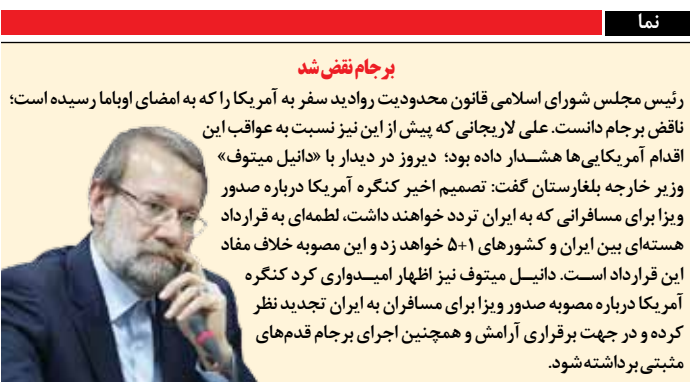 نما
برجام نقض شد
رئیس مجلس شورای اسلامی قانون محدودیت روادید سفر به آمریکا را که به امضای اوباما رسیده است؛
ناقض برجام دانست. علی لاریجانی که پیش از این نیز نسبت به عواقب این
اقدام آمریکایی‌ها هشدار داده بود؛ دیروز در دیدار با «دانیل میتوف»
وزیر خارجه بلغارستان گفت: تصمیم اخیر کنگره آمریکا درباره صدور
ویزا برای مسافرانی که به ایران تردد خواهند داشت، لطمه‌ای به قرارداد
هسته‌ای بین ایران و کشورهای ۱+۵ خواهد زد و این مصوبه خلاف مفاد
این قرارداد است. دانیل میتوف نیز اظهار امیدواری کرد کنگره
آمریکا درباره مصوبه صدور ویزا برای مسافران به ایران تجدید نظر
کرده و در جهت برقراری آرامش و همچنین اجرای برجام قدم‌های
مثبتی برداشته شود.